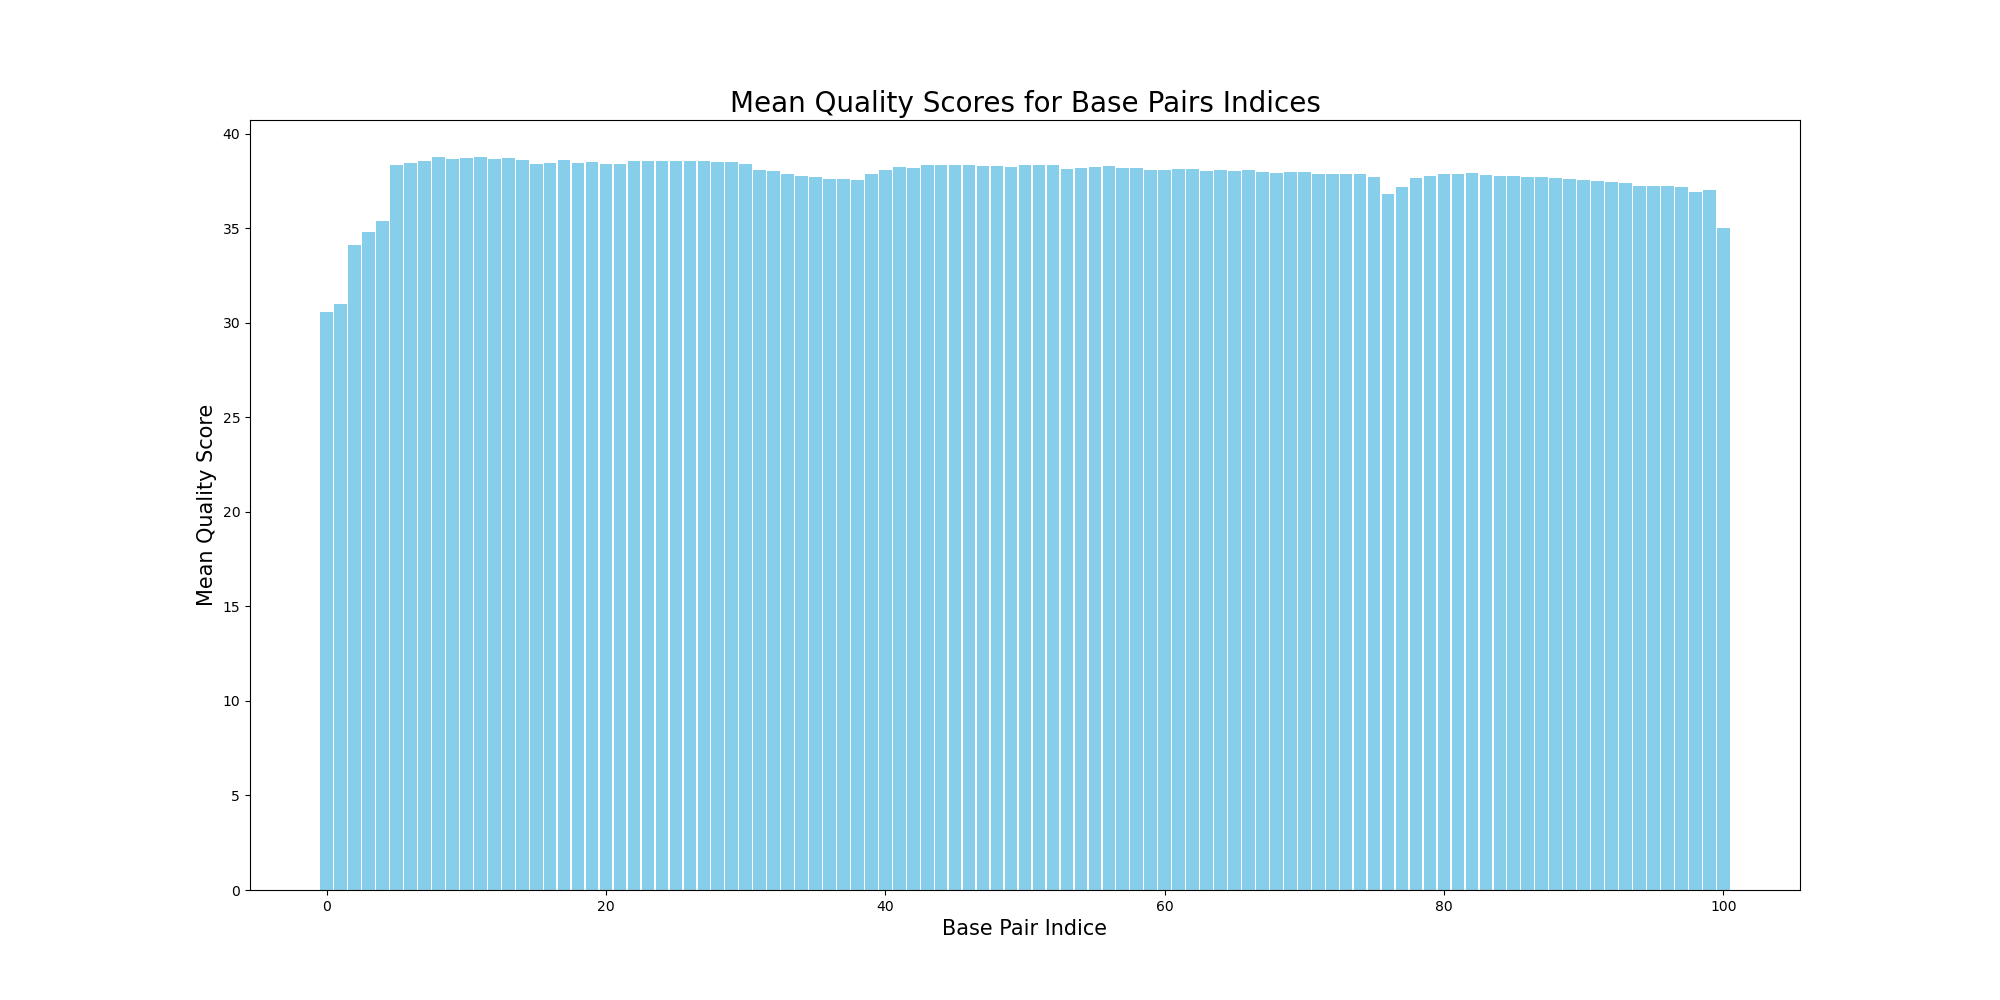 Mean Quality Scores for Base Pairs Indices
40
35
30
25
20
15
10
5
0
Mean Quality Score
0 20 40 60 80 100
Base Pair Indice